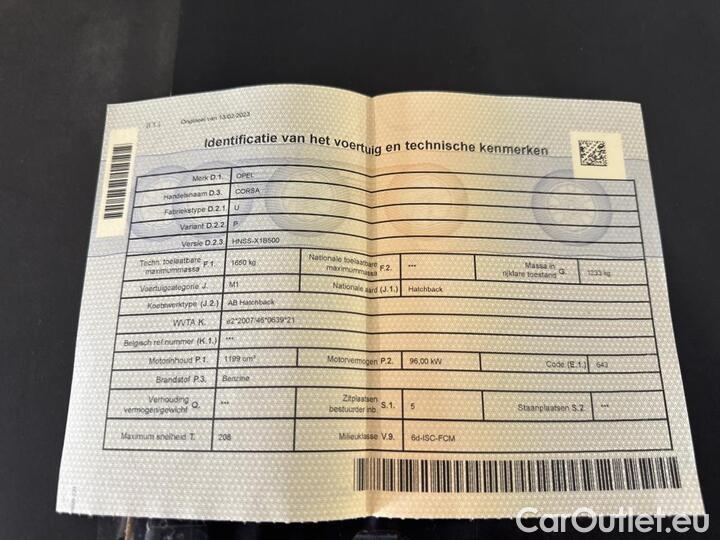 Origineel van 13/02/2023
Identificatie van het voertuig en technische kenmerken
Merk D.1. OPEL
Handelsnaam D.3. CORSA
Fabriekstype D.2.1. U
Variant D.2.2. P
Versie D.2.3. HNSS-X1B500
Techn. toelaatbare maximummassa F.1. 1650 kg Nationale toelaatbare maximummassa F.2. *** Massa in rijklare toestand G. 1233 kg
Voertuigcategorie J. M1 Nationale aard (J.1.) Hatchback
Koetswerktype (J.2.) AB Hatchback
WVTA K. e2*2007/46*0639*21
Belgisch ref.nummer (K.1.) ***
Motorinhoud P.1. 1199 cm³ Motorvermogen P.2. 96,00 kW Code (E.1.) 643
Brandstof P.3. Benzine
Verhouding vermogen/gewicht Q. *** Zitplaatsen bestuurder inb. S.1. 5 Staanplaatsen S.2. ***
Maximum snelheid T. 208 Milieuklasse V.9. 6d-ISC-FCM
CarOutlet.eu